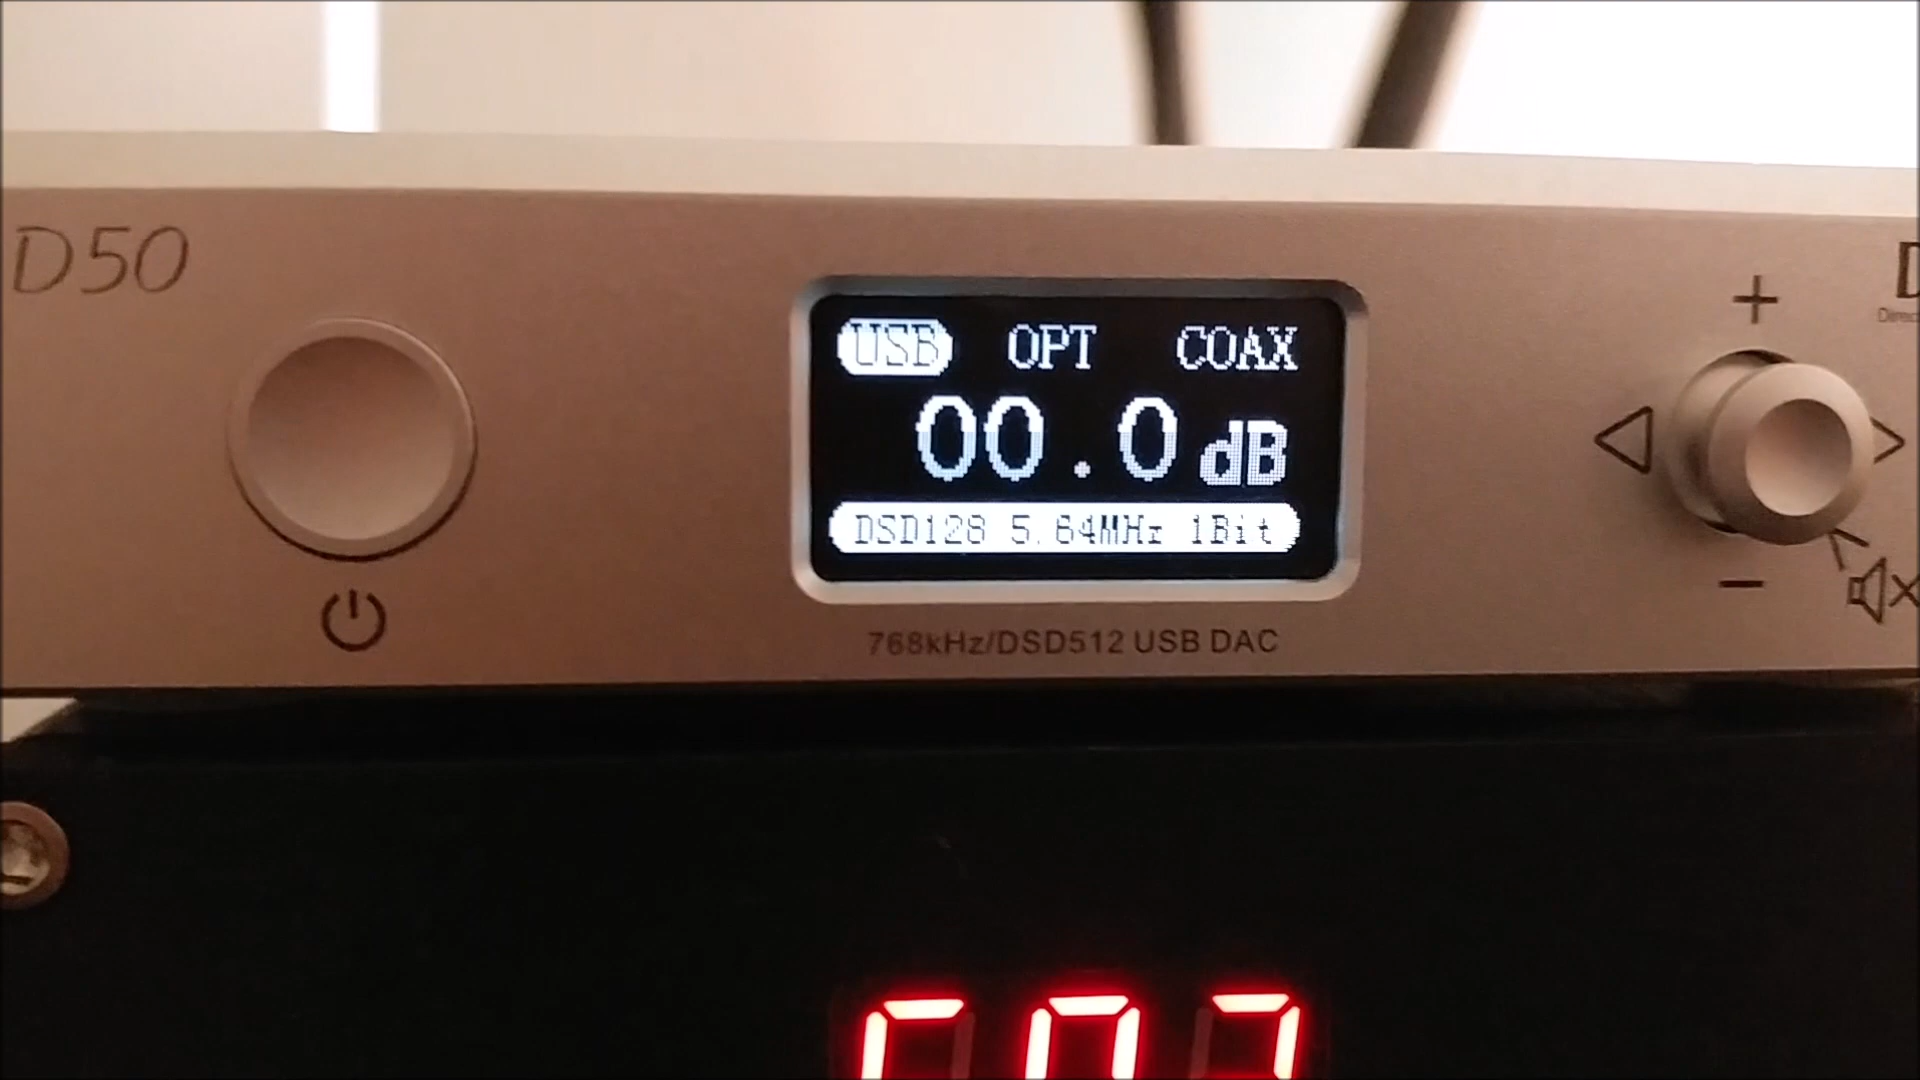 D50
USB OPT COAX
00.0 dB
DSD128 5.64MHz 1Bit
768kHz/DSD512 USB DAC
+
−